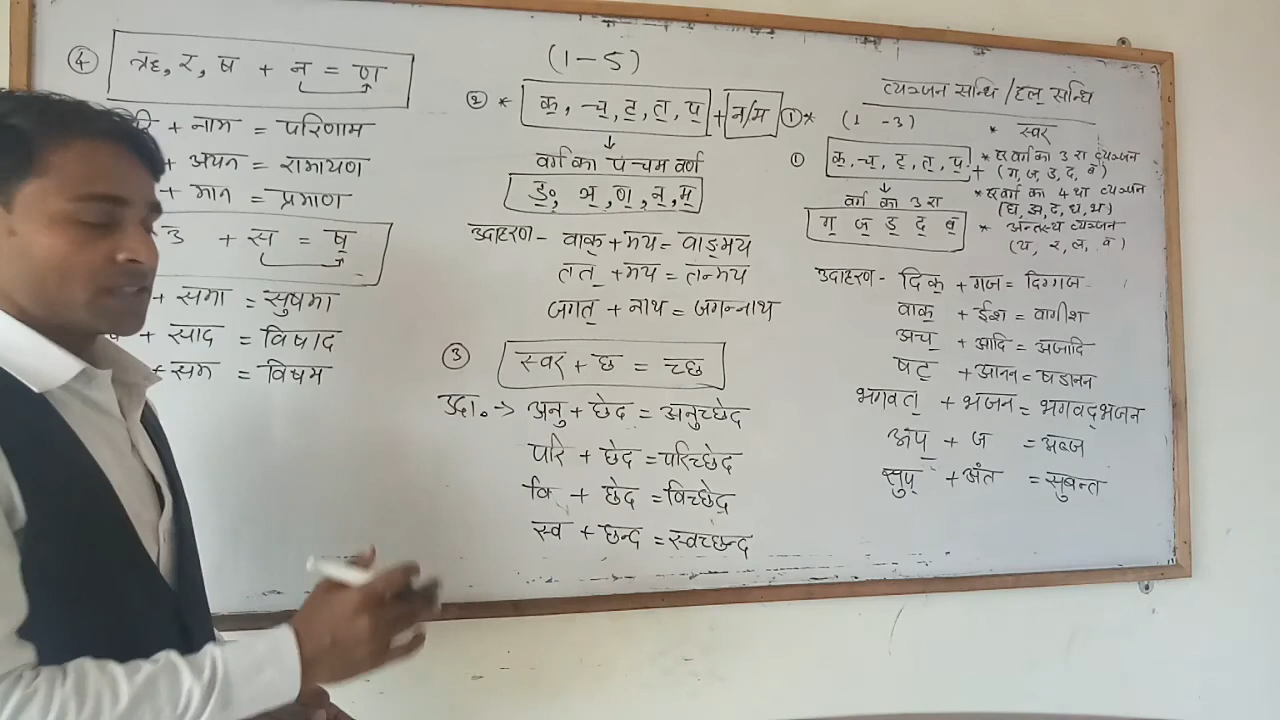 ④ ऋ, र, ष + न = ण
रि + नाम = परिणाम
+ अयन = रामायण
+ मान = प्रमाण
उ + स = ष्
+ समा = सुषमा
+ साद = विषाद
+ सम = विषम
(1-5)
② * क्, च्, ट्, त्, प् + न/म
↓
वर्ग का पंचम वर्ण
ङ्, ञ्, ण्, न्, म्
उदाहरण- वाक् + मय = वाङ्मय
तत् + मय = तन्मय
जगत् + नाथ = जगन्नाथ
③ स्वर + छ = च्छ
उदा० → अनु + छेद = अनुच्छेद
परि + छेद = परिच्छेद
वि + छेद = विच्छेद
स्व + छन्द = स्वच्छन्द
व्यञ्जन सन्धि / हल् सन्धि
①* (1-3) * स्वर
① क्, च्, ट्, त्, प् + * वर्ग का 3 रा व्यञ्जन
(ग, ज, ड, द, ब)
↓
वर्ग का 3 रा
* वर्ग का 4 था व्यञ्जन
(घ, झ, ढ, ध, भ)
ग् ज् ड् द् ब्
* अन्तस्थ व्यञ्जन
(य, र, ल, व)
उदाहरण - दिक् + गज = दिग्गज
वाक् + ईश = वागीश
अच् + आदि = अजादि
षट् + आनन = षडानन
भगवत् + भजन = भगवद्भजन
अप् + ज = अब्ज
सुप् + अंत = सुबन्त